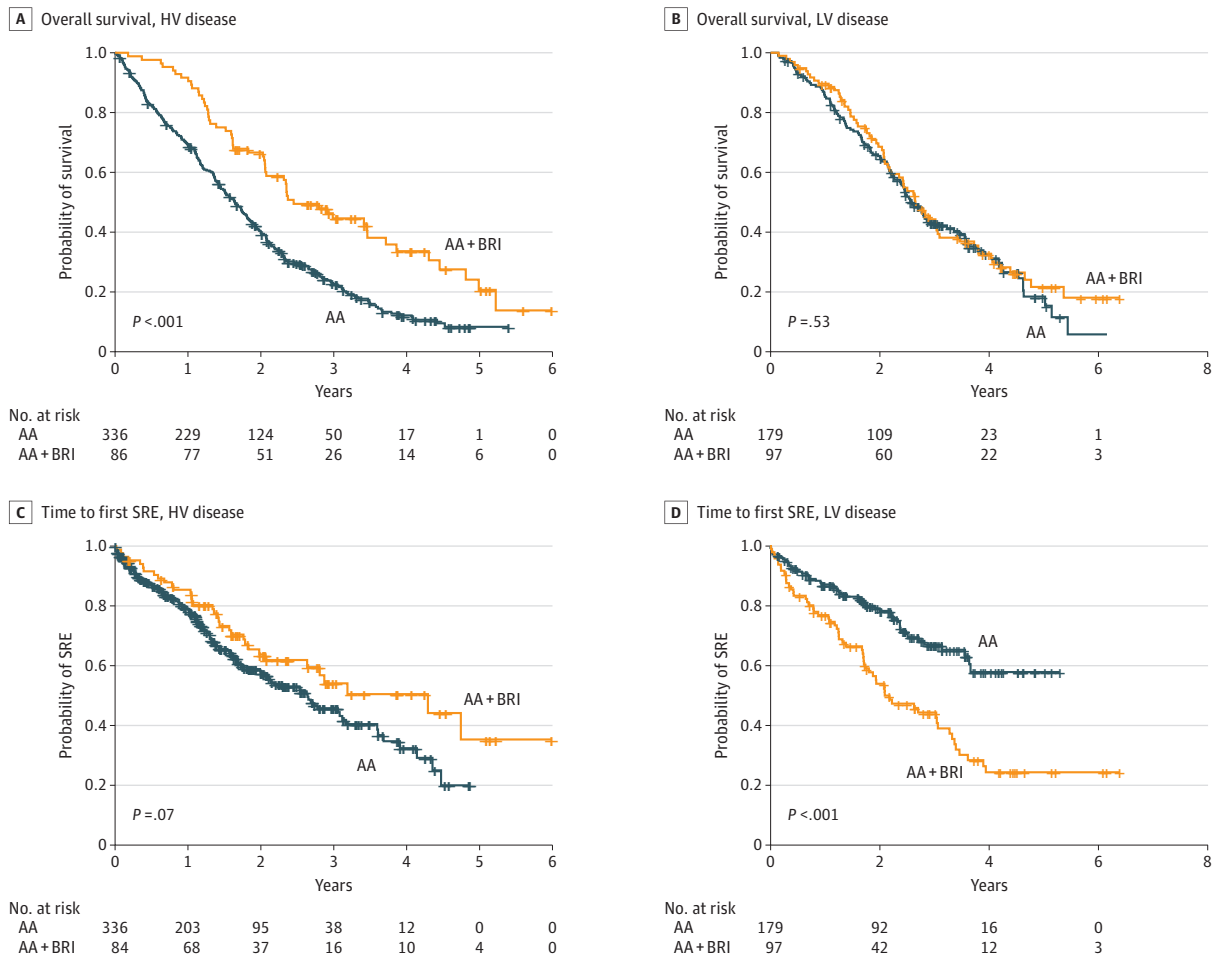 A Overall survival, HV disease
1.0
0.8
0.6
0.4
0.2
0
Probability of survival
AA + BRI
AA
P <.001
0 1 2 3 4 5 6
Years
No. at risk
AA 336 229 124 50 17 1 0
AA + BRI 86 77 51 26 14 6 0
B Overall survival, LV disease
1.0
0.8
0.6
0.4
0.2
0
Probability of survival
AA + BRI
AA
P =.53
0 2 4 6 8
Years
No. at risk
AA 179 109 23 1
AA + BRI 97 60 22 3
C Time to first SRE, HV disease
1.0
0.8
0.6
0.4
0.2
0
Probability of SRE
AA + BRI
AA
P =.07
0 1 2 3 4 5 6
Years
No. at risk
AA 336 203 95 38 12 0 0
AA + BRI 84 68 37 16 10 4 0
D Time to first SRE, LV disease
1.0
0.8
0.6
0.4
0.2
0
Probability of SRE
AA
AA + BRI
P <.001
0 2 4 6 8
Years
No. at risk
AA 179 92 16 0
AA + BRI 97 42 12 3